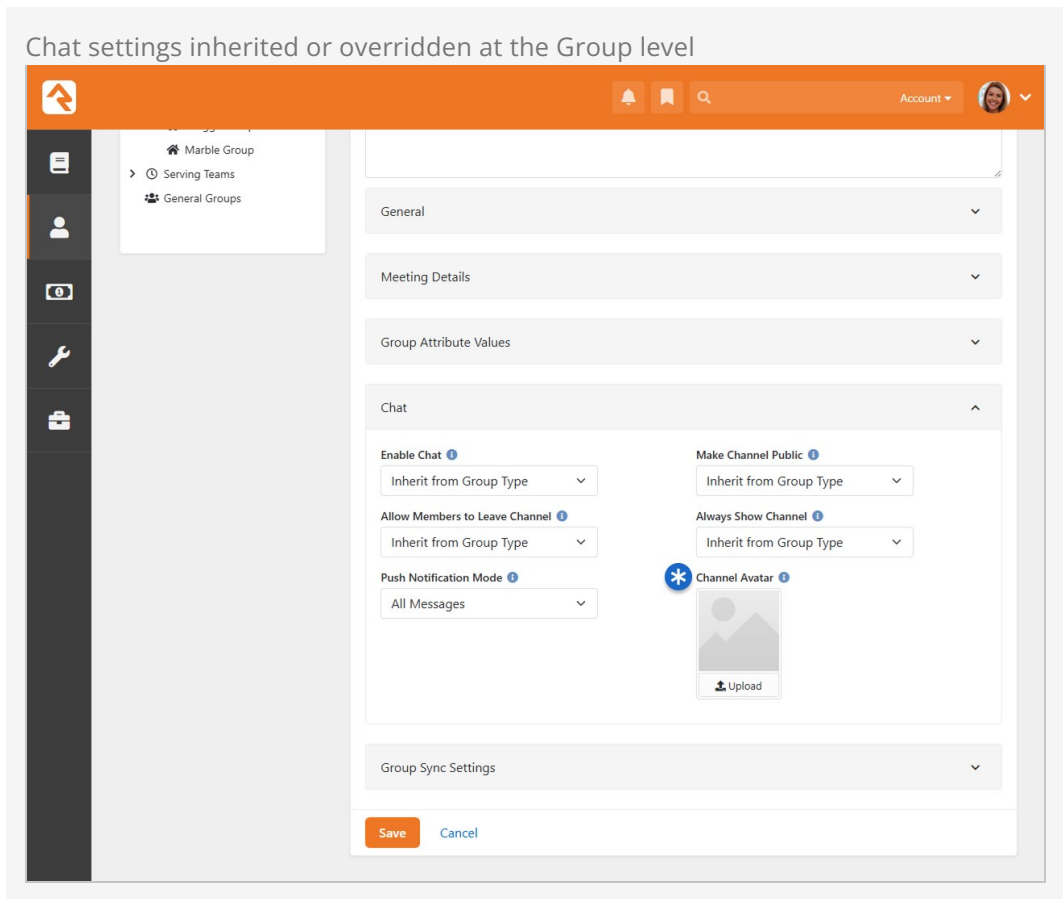 Chat settings inherited or overridden at the Group level
Account
Marble Group
Serving Teams
General Groups
General
Meeting Details
Group Attribute Values
Chat
Enable Chat
Make Channel Public
Inherit from Group Type
Inherit from Group Type
Allow Members to Leave Channel
Always Show Channel
Inherit from Group Type
Inherit from Group Type
Push Notification Mode
Channel Avatar
All Messages
Upload
Group Sync Settings
Save
Cancel